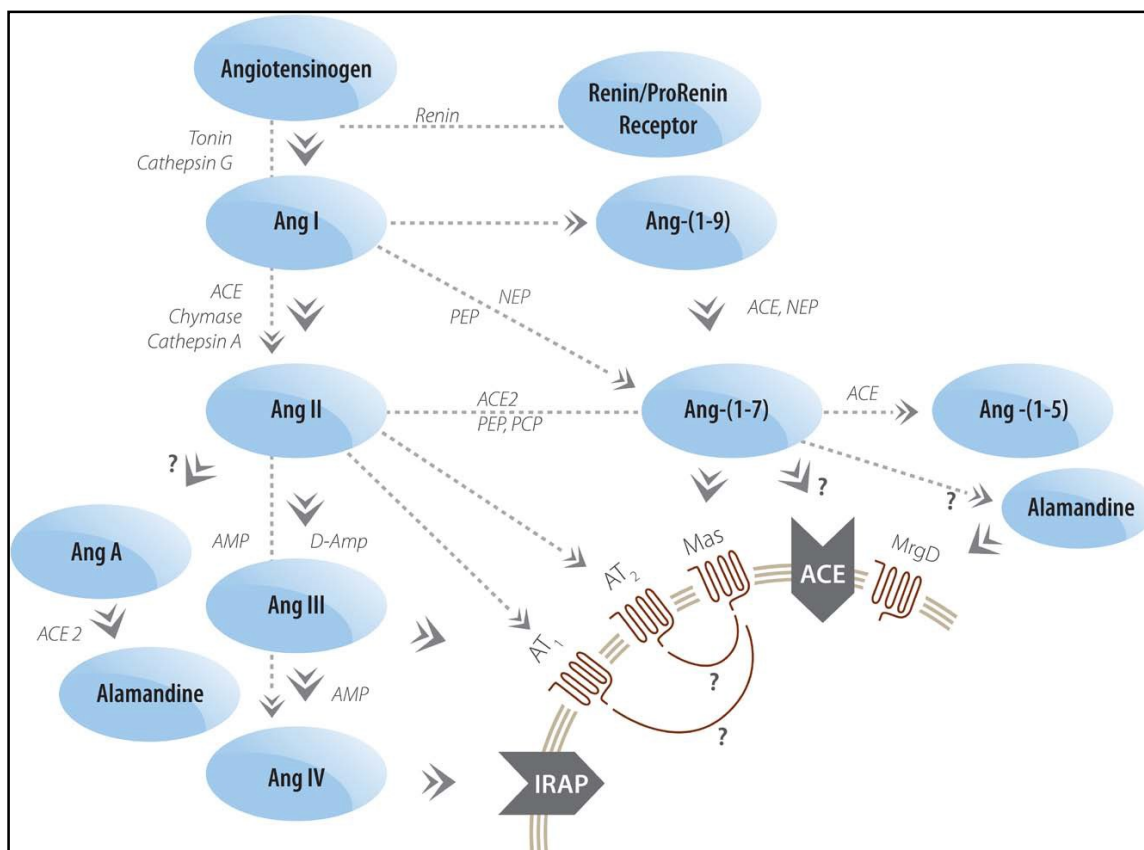 Angiotensinogen
Renin/ProRenin
Receptor
Renin
Tonin
Cathepsin G
Ang I
Ang-(1-9)
ACE
Chymase
Cathepsin A
NEP
PEP
ACE, NEP
Ang II
ACE2
PEP, PCP
Ang-(1-7)
ACE
Ang -(1-5)
?
?
?
Alamandine
Ang A
AMP
D-Amp
Mas
ACE
MrgD
AT2
Ang III
ACE 2
AT1
Alamandine
AMP
?
?
Ang IV
IRAP